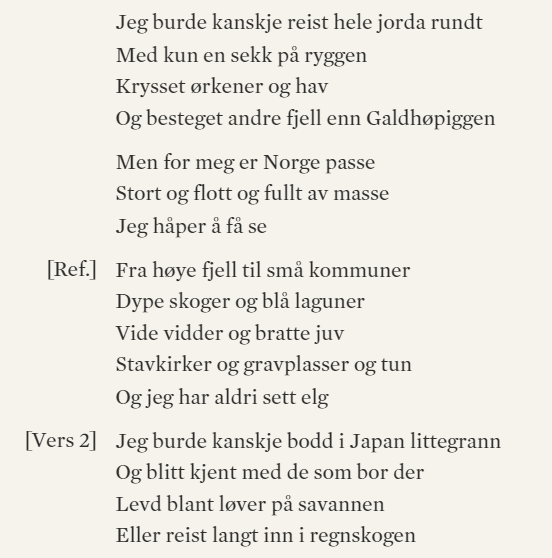 Jeg burde kanskje reist hele jorda rundt
Med kun en sekk på ryggen
Krysset ørkener og hav
Og besteget andre fjell enn Galdhøpiggen
Men for meg er Norge passe
Stort og flott og fullt av masse
Jeg håper å få se
[Ref.] Fra høye fjell til små kommuner
Dype skoger og blå laguner
Vide vidder og bratte juv
Stavkirker og gravplasser og tun
Og jeg har aldri sett elg
[Vers 2] Jeg burde kanskje bodd i Japan littegrann
Og blitt kjent med de som bor der
Levd blant løver på savannen
Eller reist langt inn i regnskogen